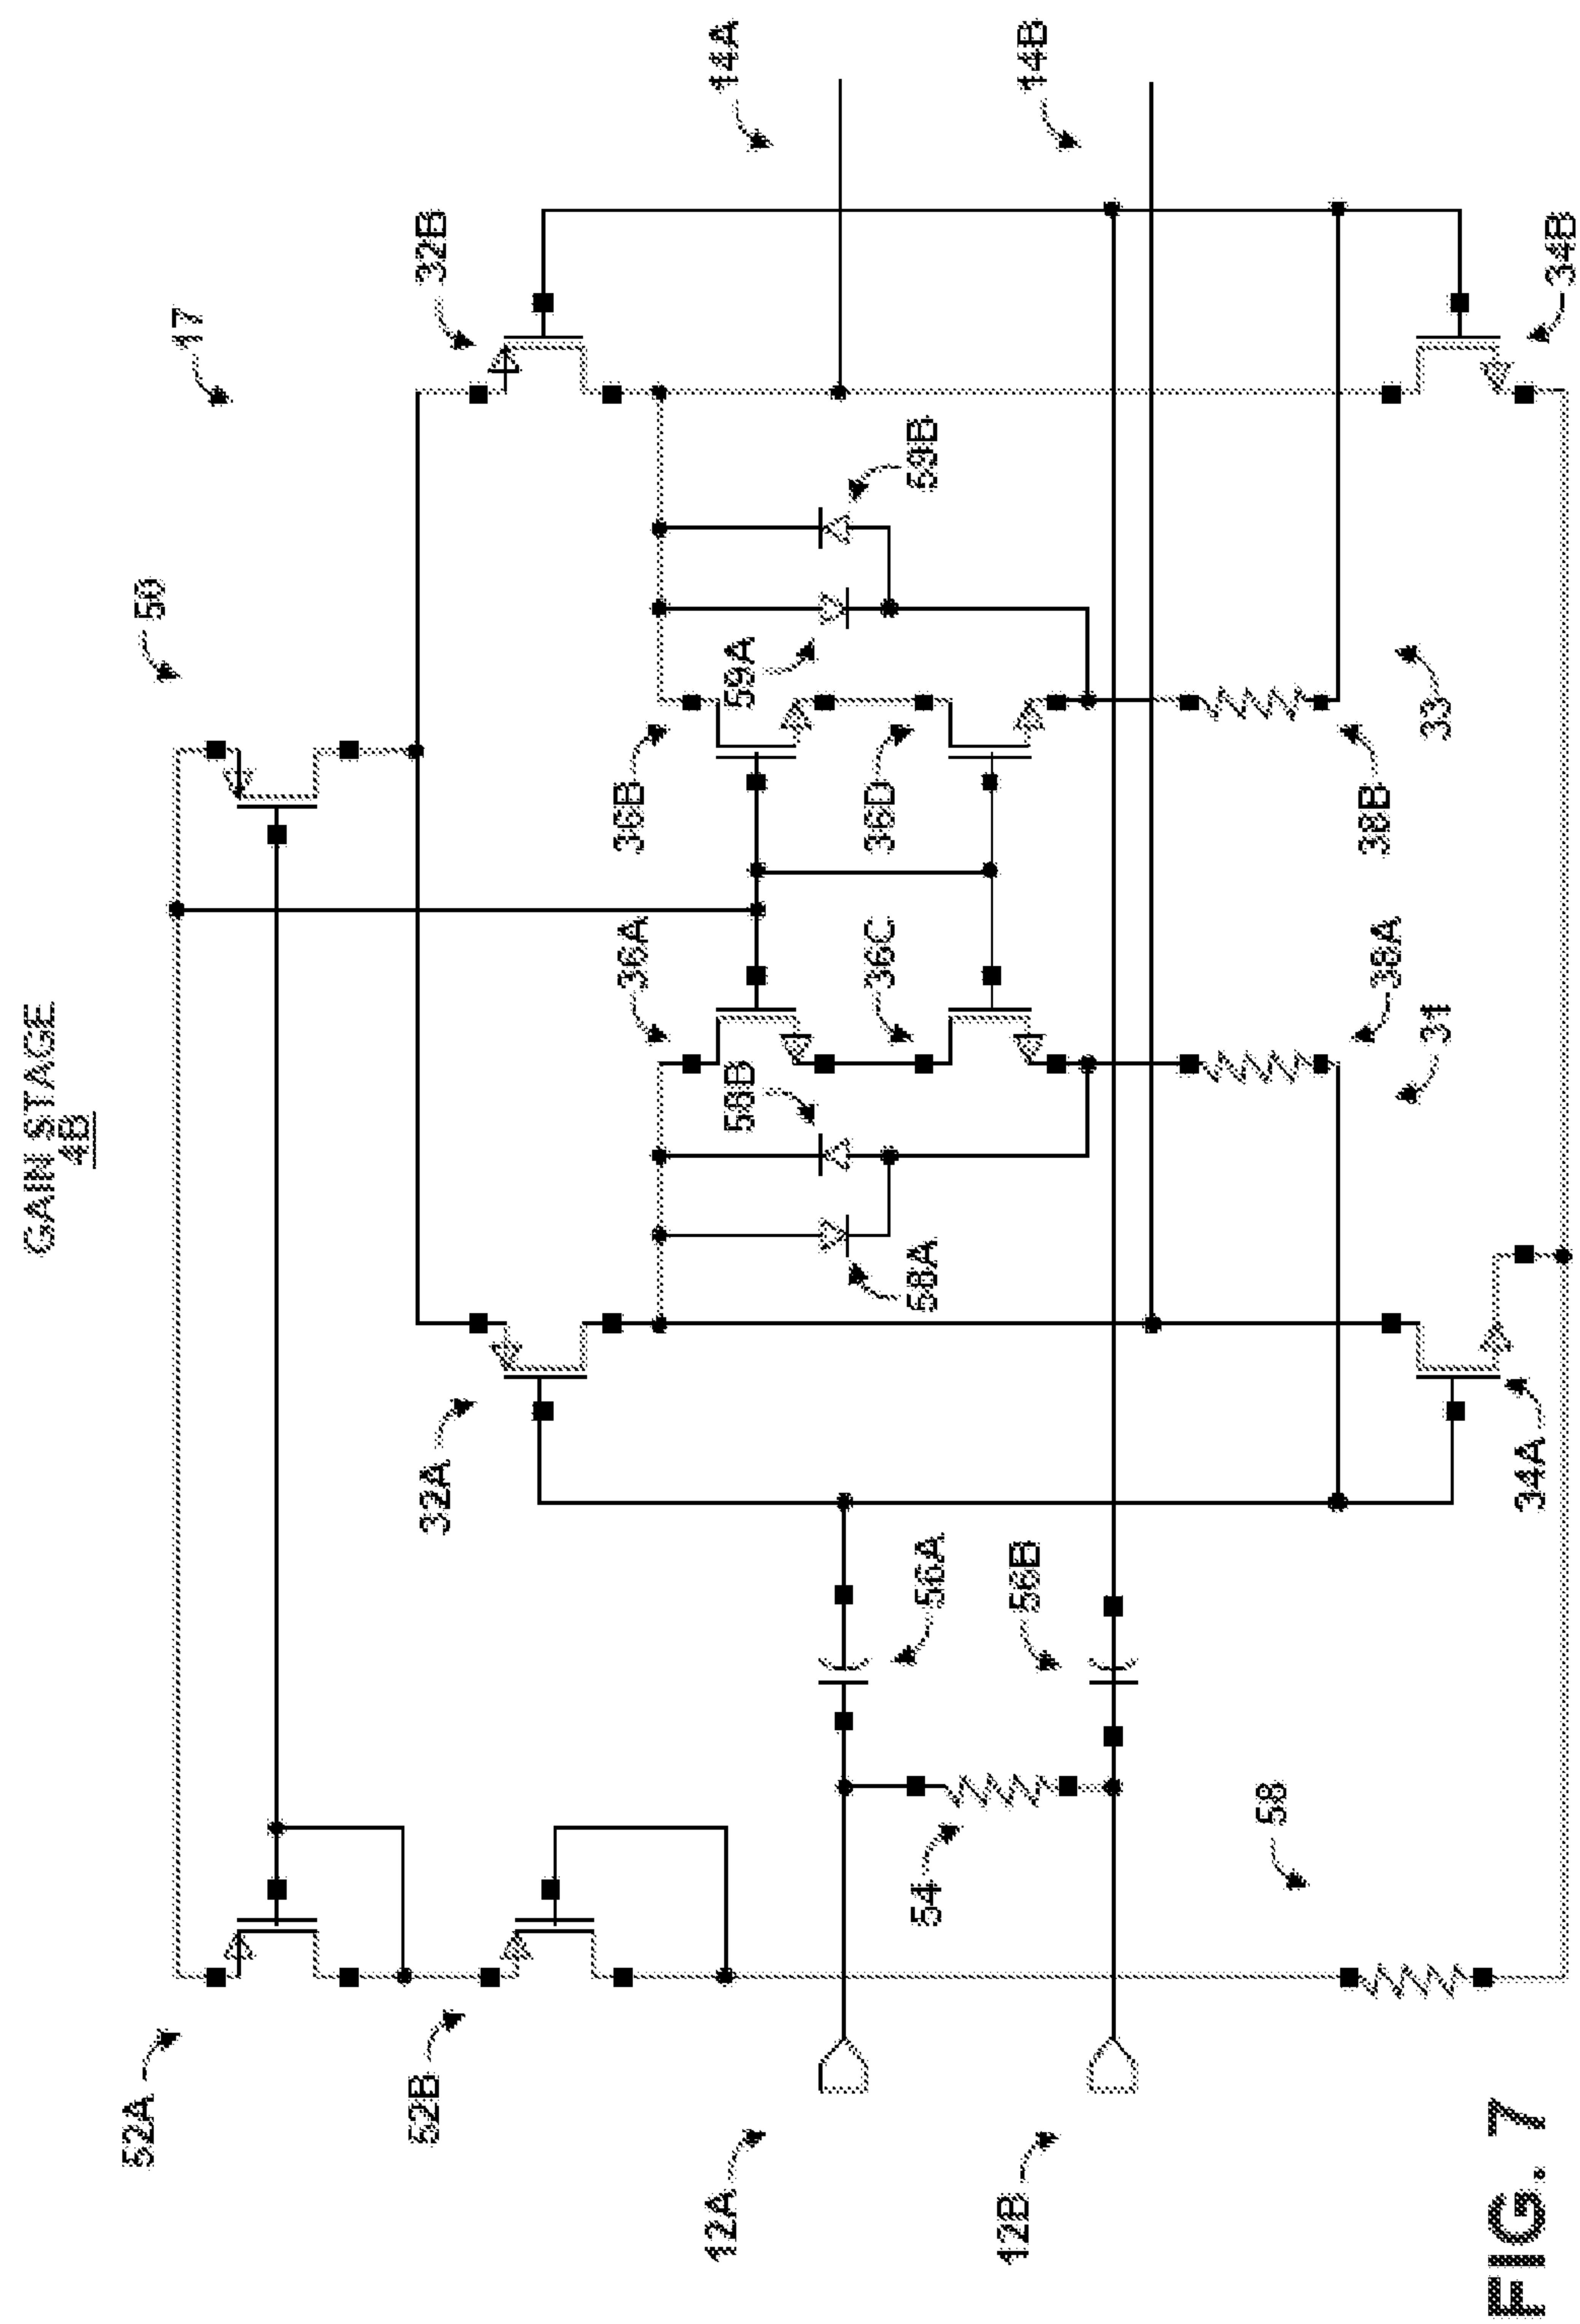 GAIN STAGE
4B
52A
50
17
52B
32A
32B
36A
36B
12A
58B
59A
14A
54
56A
58A
36C
36D
59B
12B
56B
14B
58
38A
38B
31
33
34A
34B
FIG. 7